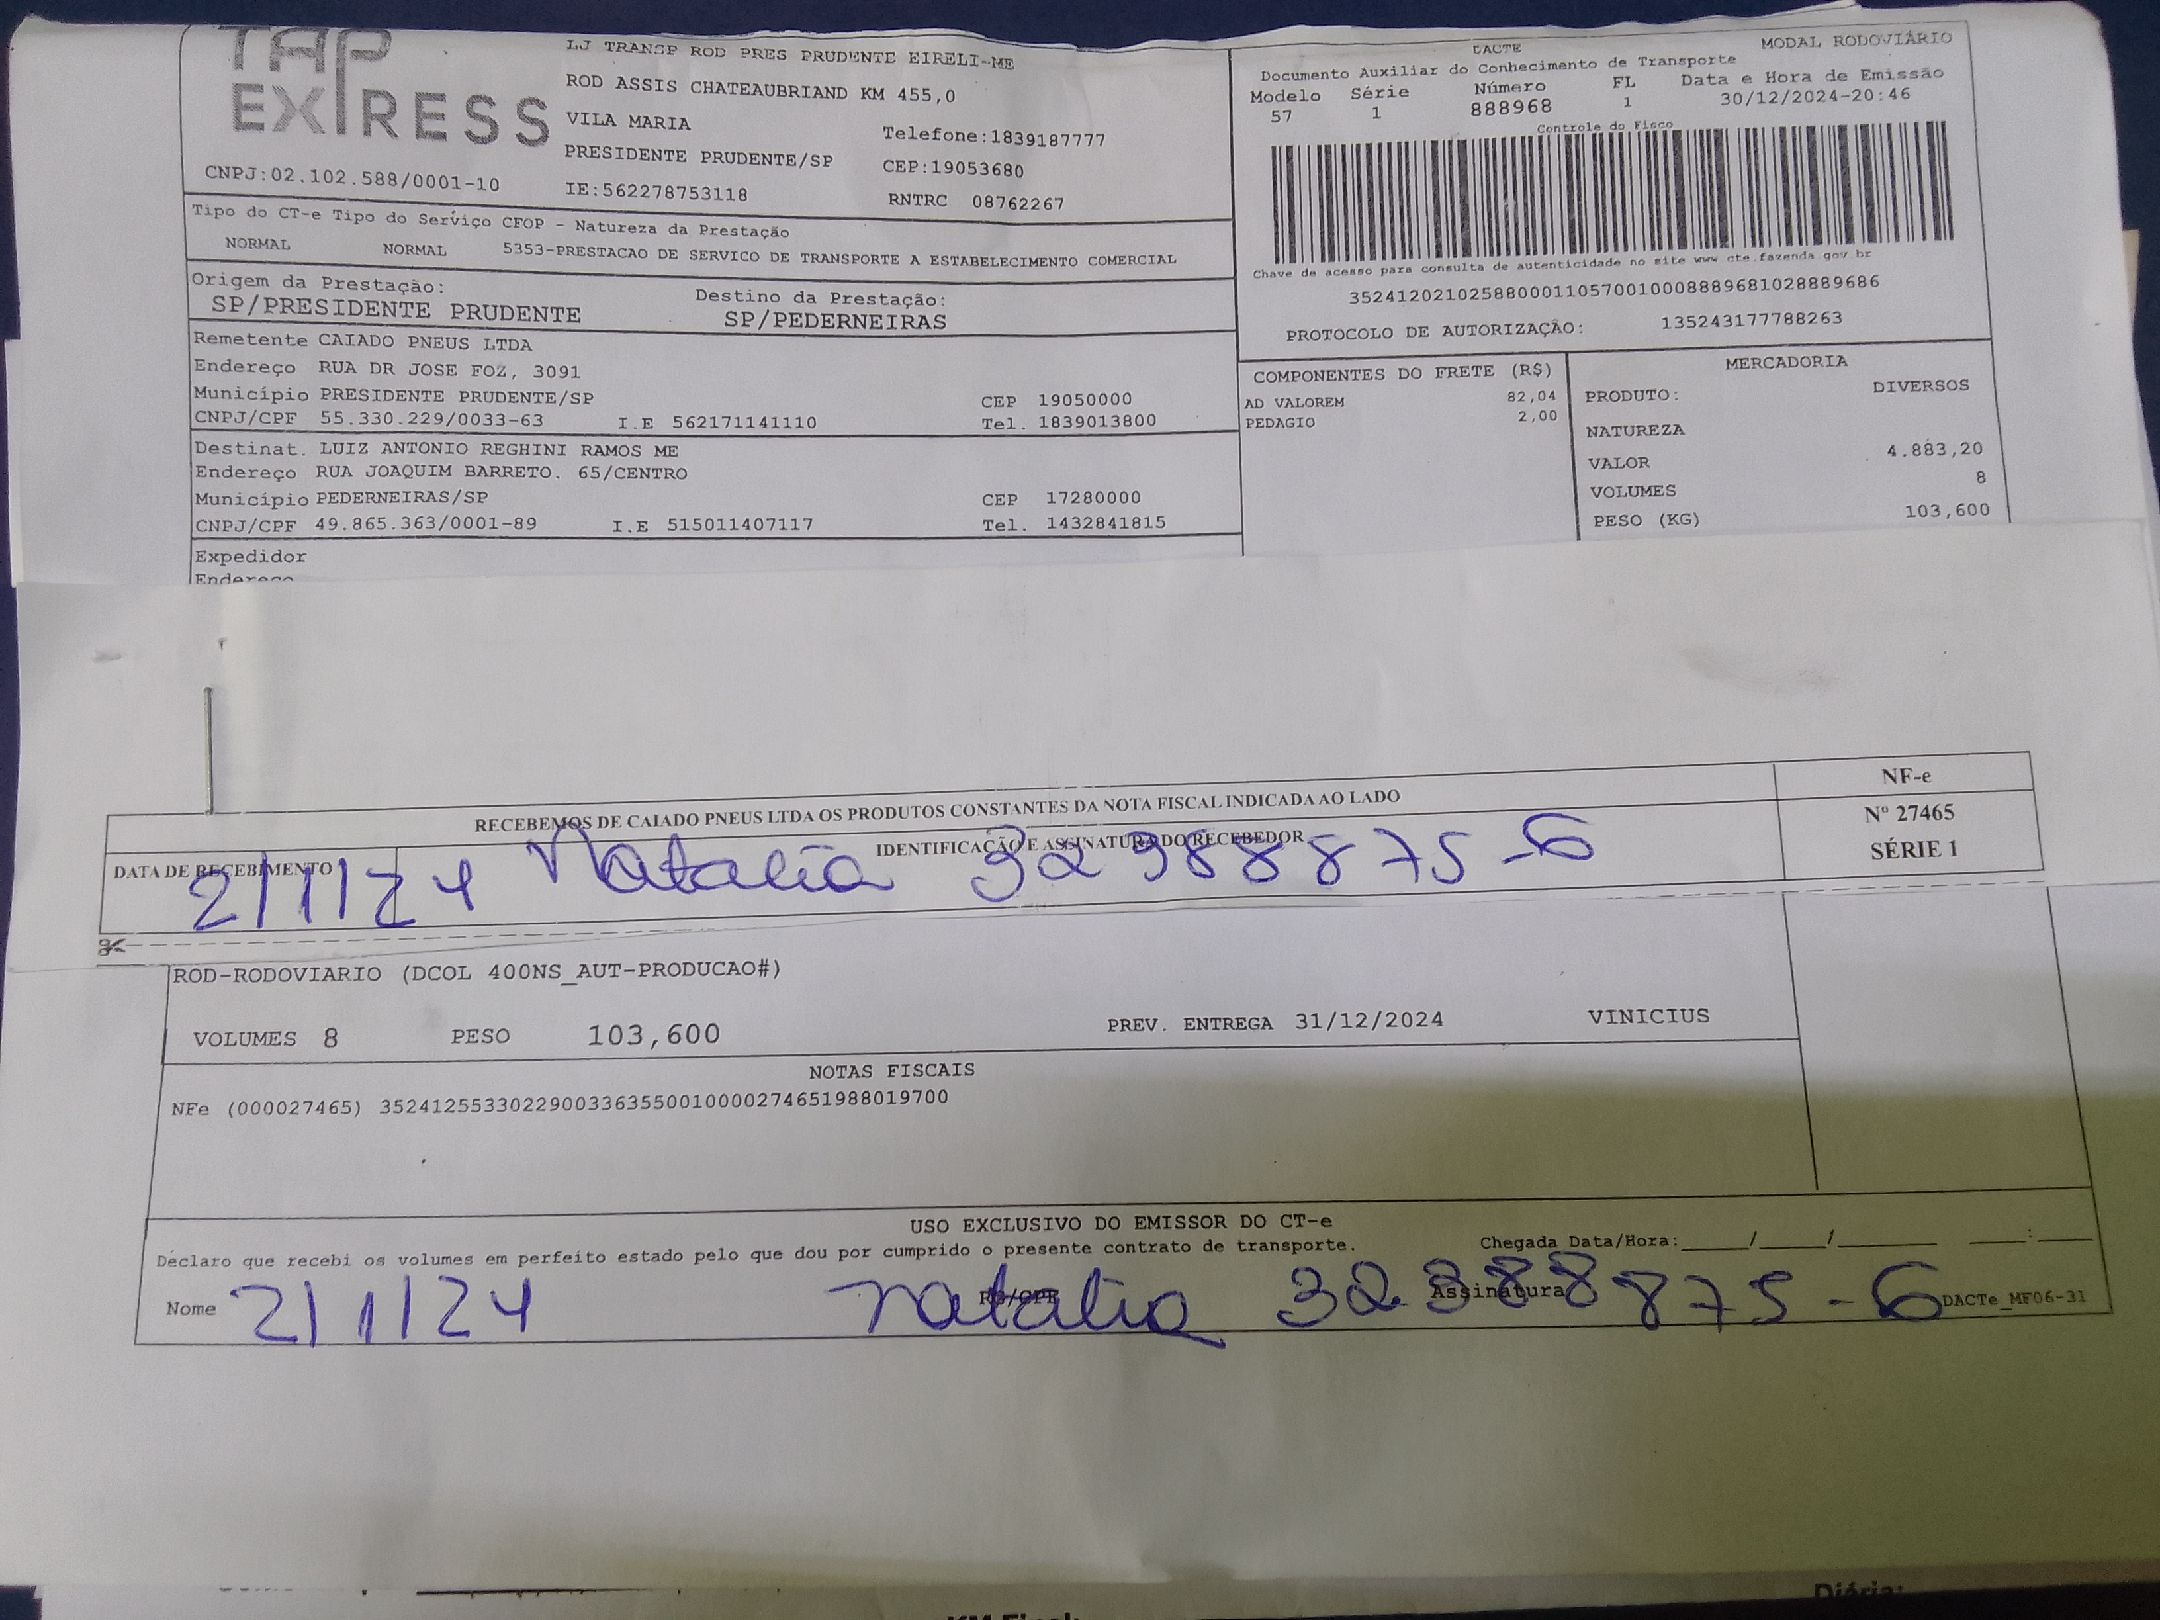 TAP
EXPRESS
CNPJ:02.102.588/0001-10
LJ TRANSP ROD PRES PRUDENTE EIRELI-ME
ROD ASSIS CHATEAUBRIAND KM 455,0
VILA MARIA Telefone:1839187777
PRESIDENTE PRUDENTE/SP CEP:19053680
IE:562278753118 RNTRC 08762267
DACTE MODAL RODOVIÁRIO
Documento Auxiliar do Conhecimento de Transporte
Modelo Série Número FL Data e Hora de Emissão
57 1 888968 1 30/12/2024-20:46
Controle do Fisco
Chave de acesso para consulta de autenticidade no site www cte.fazenda.gov.br
35241202102588000110570010008889681028889686
PROTOCOLO DE AUTORIZAÇÃO: 135243177788263
Tipo do CT-e Tipo do Serviço CFOP - Natureza da Prestação
NORMAL NORMAL 5353-PRESTACAO DE SERVICO DE TRANSPORTE A ESTABELECIMENTO COMERCIAL
Origem da Prestação: Destino da Prestação:
SP/PRESIDENTE PRUDENTE SP/PEDERNEIRAS
Remetente CAIADO PNEUS LTDA
Endereço RUA DR JOSE FOZ, 3091
Município PRESIDENTE PRUDENTE/SP CEP 19050000
CNPJ/CPF 55.330.229/0033-63 I.E 562171141110 Tel. 1839013800
Destinat. LUIZ ANTONIO REGHINI RAMOS ME
Endereço RUA JOAQUIM BARRETO. 65/CENTRO
Município PEDERNEIRAS/SP CEP 17280000
CNPJ/CPF 49.865.363/0001-89 I.E 515011407117 Tel. 1432841815
Expedidor
Endereço
COMPONENTES DO FRETE (R$)
AD VALOREM 82,04
PEDAGIO 2,00
MERCADORIA
PRODUTO: DIVERSOS
NATUREZA
VALOR 4.883,20
VOLUMES 8
PESO (KG) 103,600
RECEBEMOS DE CAIADO PNEUS LTDA OS PRODUTOS CONSTANTES DA NOTA FISCAL INDICADA AO LADO
NF-e
Nº 27465
SÉRIE 1
DATA DE RECEBIMENTO IDENTIFICAÇÃO E ASSINATURA DO RECEBEDOR
2/1/24 Natalia 32388875-6
ROD-RODOVIARIO (DCOL 400NS_AUT-PRODUCAO#)
VOLUMES 8 PESO 103,600 PREV. ENTREGA 31/12/2024 VINICIUS
NOTAS FISCAIS
NFe (000027465) 35241255330229003363550010000274651988019700
USO EXCLUSIVO DO EMISSOR DO CT-e
Declaro que recebi os volumes em perfeito estado pelo que dou por cumprido o presente contrato de transporte. Chegada Data/Hora:____/____/______ ____:____
Nome RG/CPF Assinatura DACTe_MF06-31
2/1/24 Natalia 32388875-6
Diária: